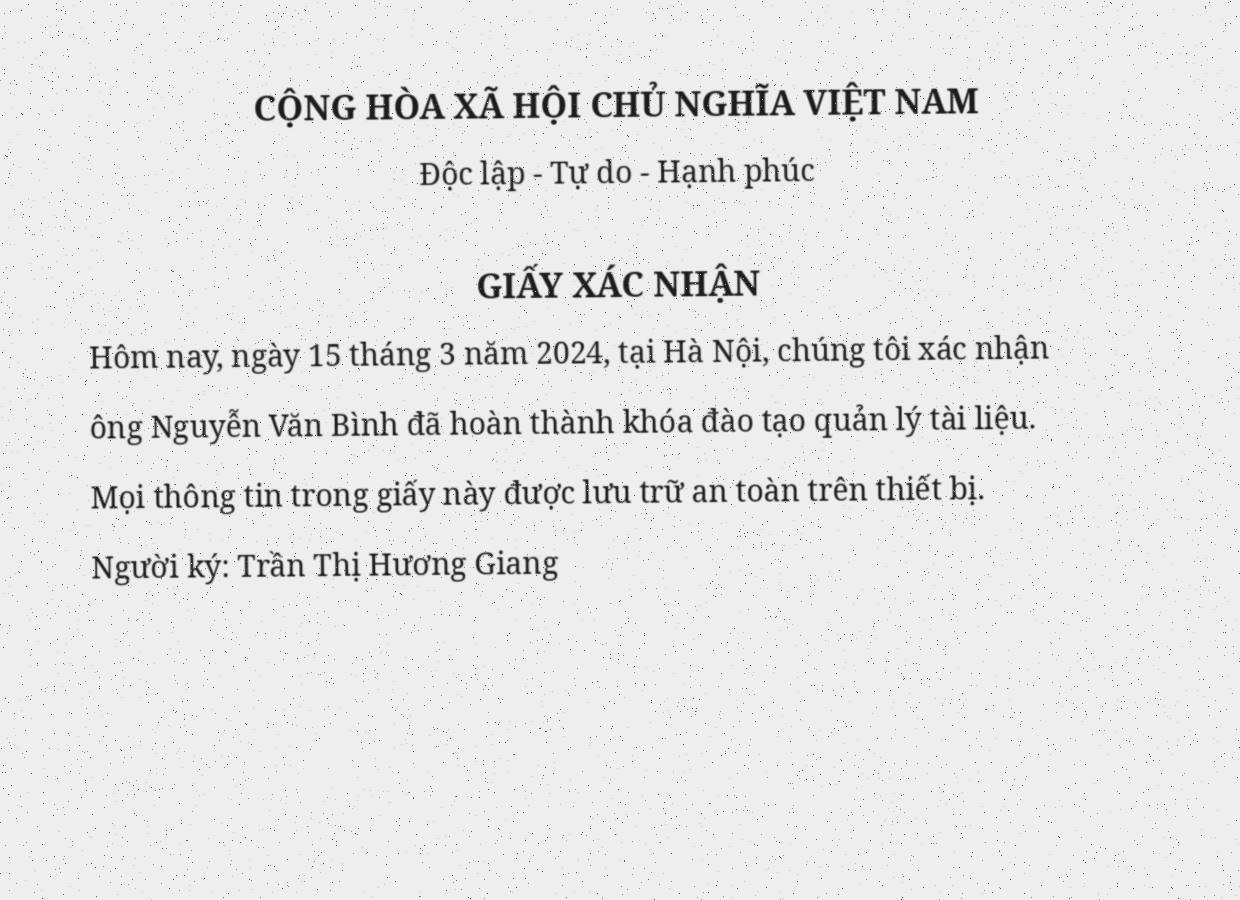 CỘNG HÒA XÃ HỘI CHỦ NGHĨA VIỆT NAM
Độc lập - Tự do - Hạnh phúc
GIẤY XÁC NHẬN
Hôm nay, ngày 15 tháng 3 năm 2024, tại Hà Nội, chúng tôi xác nhận
ông Nguyễn Văn Bình đã hoàn thành khóa đào tạo quản lý tài liệu.
Mọi thông tin trong giấy này được lưu trữ an toàn trên thiết bị.
Người ký: Trần Thị Hương Giang